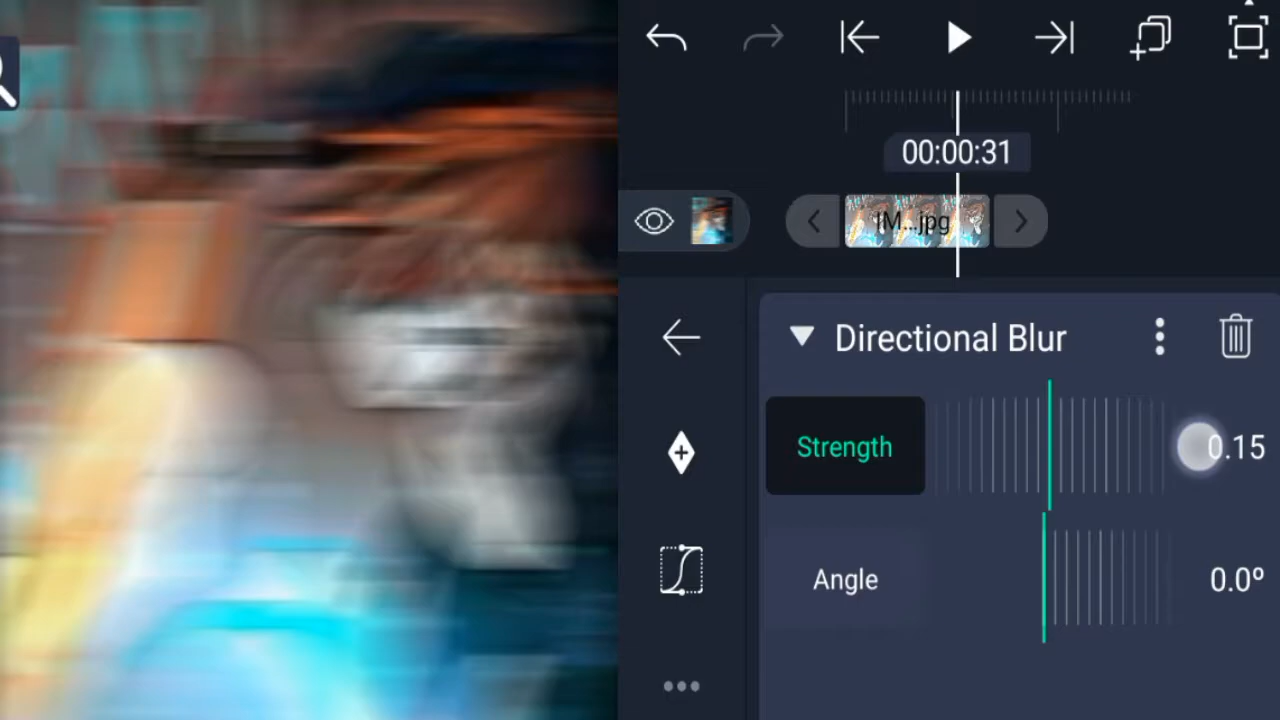 00:00:31
IM...jpg
Directional Blur
Strength
0.15
Angle
0.0º